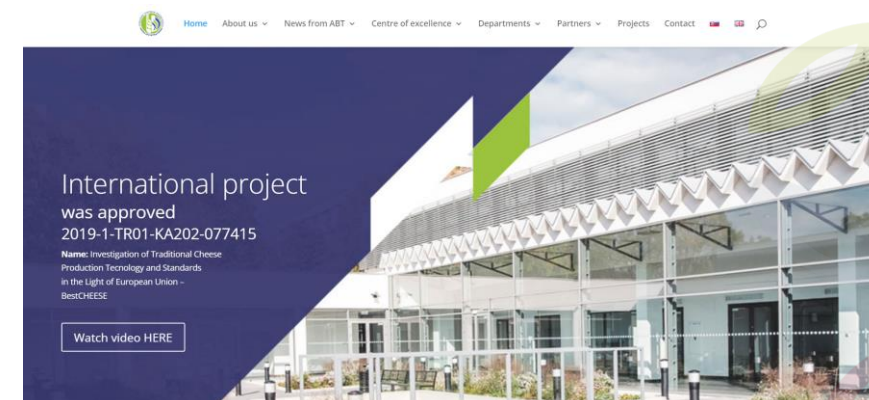 Home About us News from ABT Centre of excellence Departments Partners Projects Contact
International project
was approved
2019-1-TR01-KA202-077415
Name: Investigation of Traditional Cheese
Production Tecnology and Standards
in the Light of European Union –
BestCHEESE
Watch video HERE